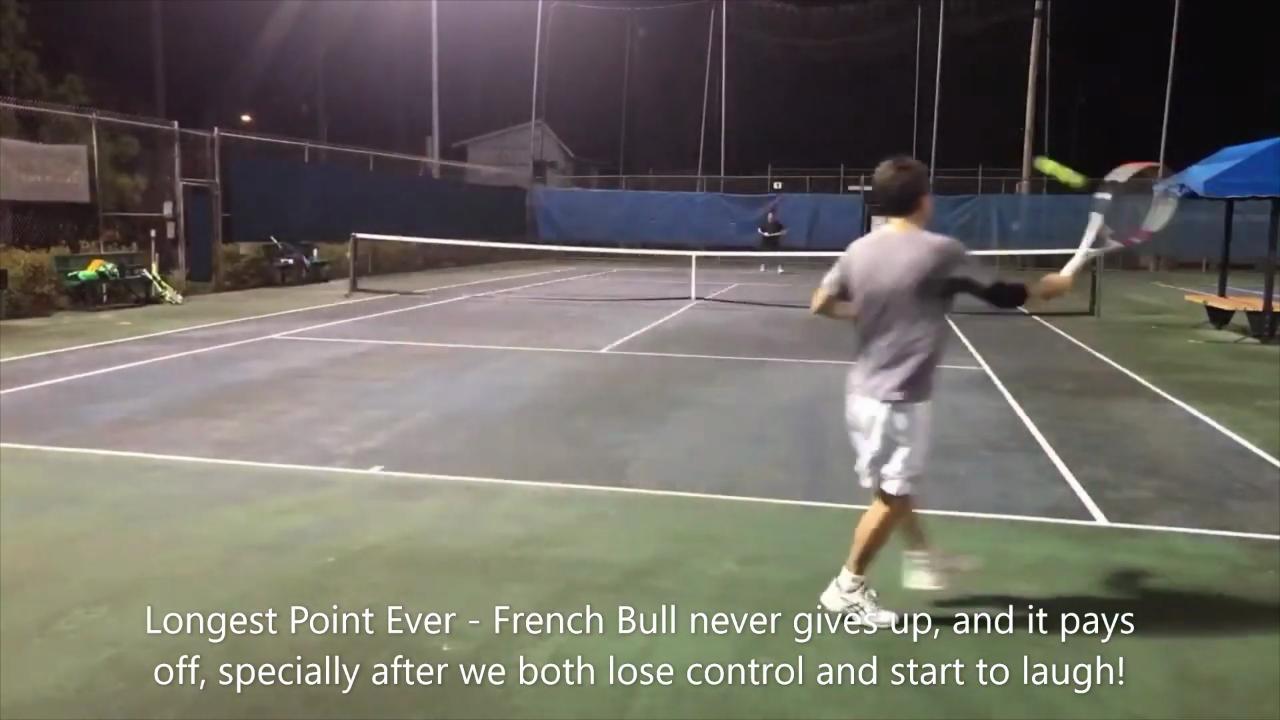 Longest Point Ever - French Bull never gives up, and it pays
off, specially after we both lose control and start to laugh!